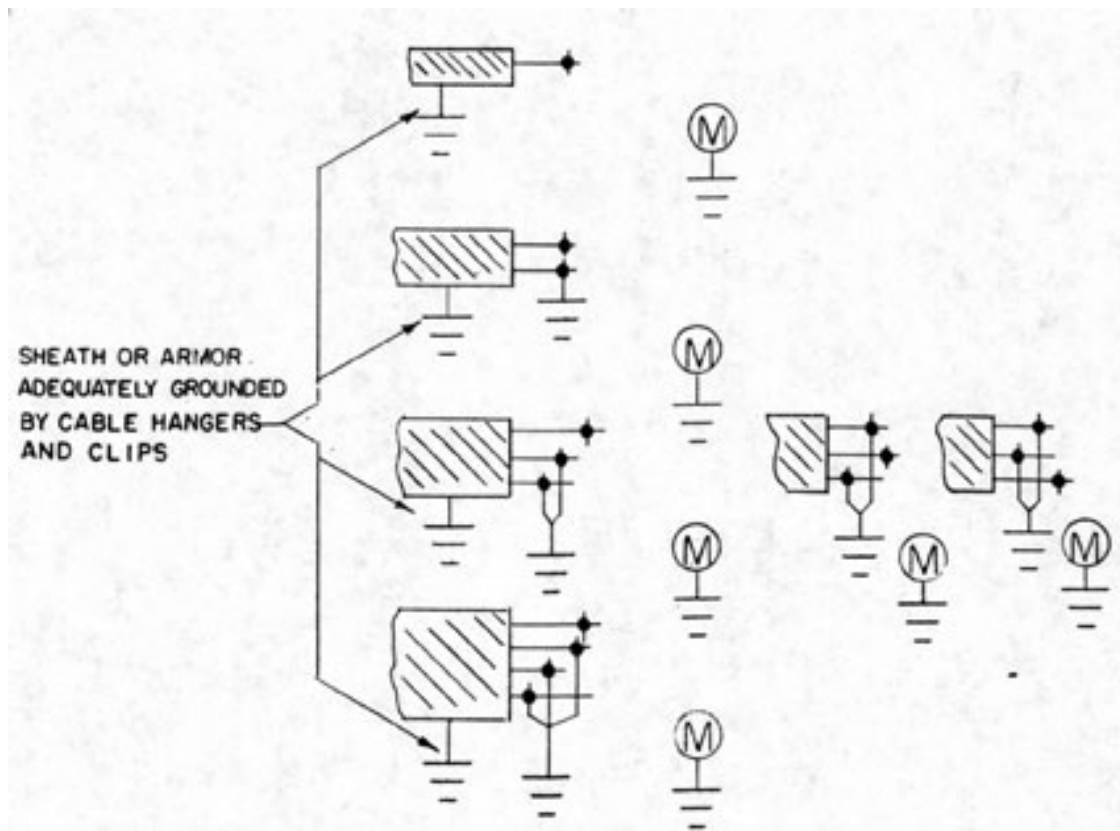 M
M
SHEATH OR ARMOR.
ADEQUATELY GROUNDED
BY CABLE HANGERS
AND CLIPS
M
M
M
M